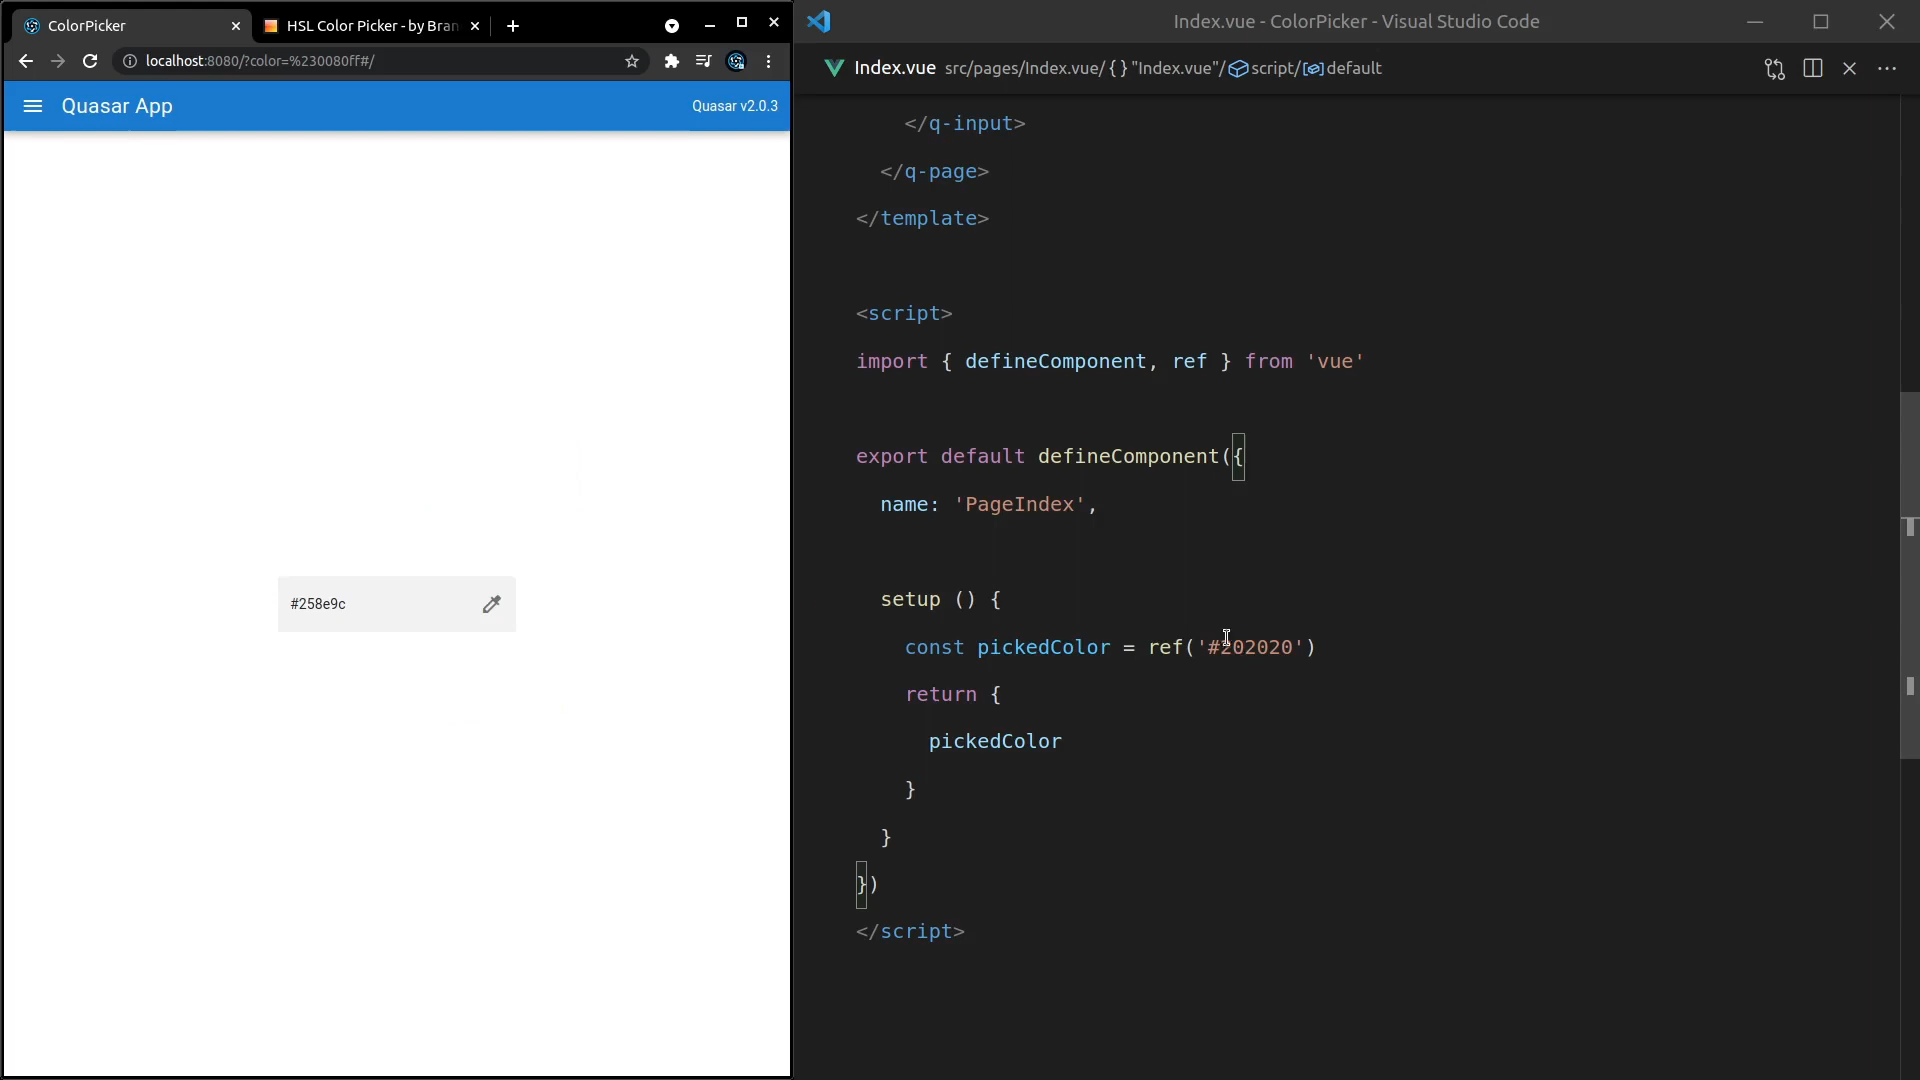 ColorPicker
HSL Color Picker - by Bran
localhost:8080/?color=%230080ff#/
Quasar App
Quasar v2.0.3
#258e9c
Index.vue - ColorPicker - Visual Studio Code
Index.vue src/pages/Index.vue/{ } "Index.vue"/script/default
</q-input>
</q-page>
</template>
<script>
import { defineComponent, ref } from 'vue'
export default defineComponent({
name: 'PageIndex',
setup () {
const pickedColor = ref('#202020')
return {
pickedColor
}
}
})
</script>